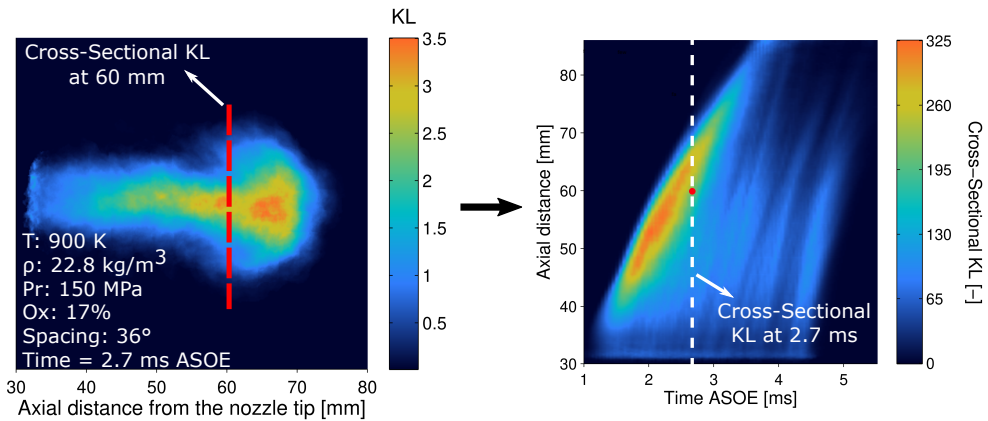 KL
Cross-Sectional KL
at 60 mm
3.5
3
2.5
2
1.5
1
0.5
T: 900 K
ρ: 22.8 kg/m³
Pr: 150 MPa
Ox: 17%
Spacing: 36°
Time = 2.7 ms ASOE
30 40 50 60 70 80
Axial distance from the nozzle tip [mm]
Axial distance [mm]
80
70
60
50
40
30
Cross-Sectional
KL at 2.7 ms
1 2 3 4 5
Time ASOE [ms]
325
260
195
130
65
0
Cross–Sectional KL [–]